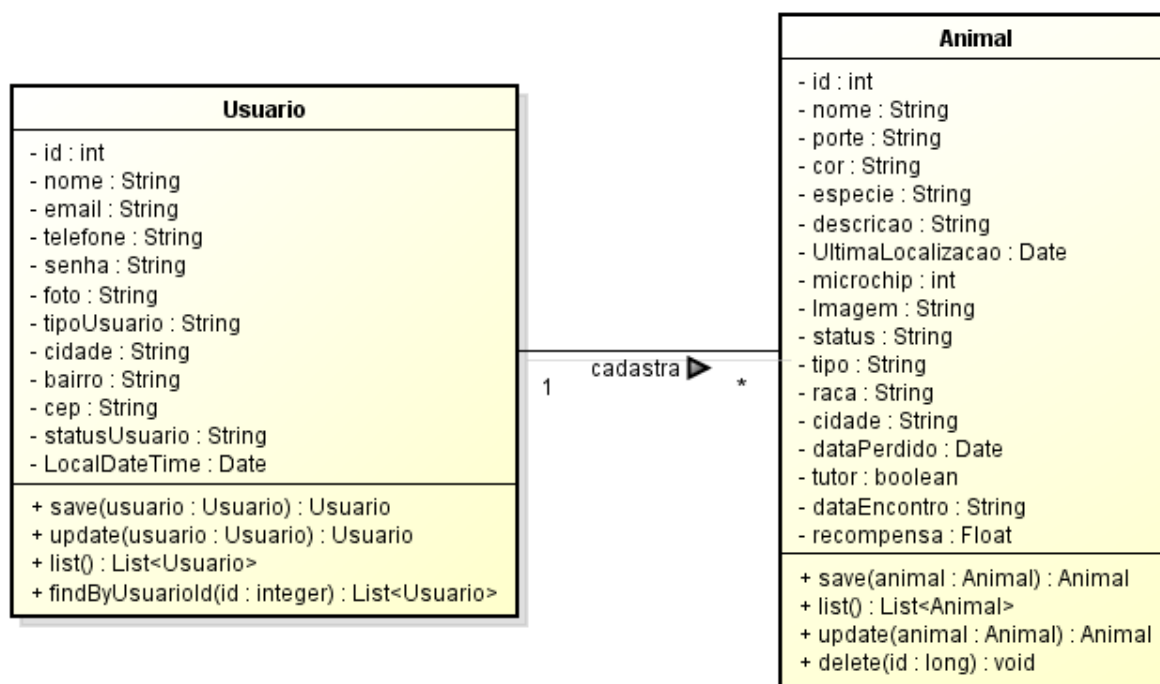 Usuario
- id : int
- nome : String
- email : String
- telefone : String
- senha : String
- foto : String
- tipoUsuario : String
- cidade : String
- bairro : String
- cep : String
- statusUsuario : String
- LocalDateTime : Date
+ save(usuario : Usuario) : Usuario
+ update(usuario : Usuario) : Usuario
+ list() : List<Usuario>
+ findByUsuarioId(id : integer) : List<Usuario>
cadastra
1
*
Animal
- id : int
- nome : String
- porte : String
- cor : String
- especie : String
- descricao : String
- UltimaLocalizacao : Date
- microchip : int
- Imagem : String
- status : String
- tipo : String
- raca : String
- cidade : String
- dataPerdido : Date
- tutor : boolean
- dataEncontro : String
- recompensa : Float
+ save(animal : Animal) : Animal
+ list() : List<Animal>
+ update(animal : Animal) : Animal
+ delete(id : long) : void